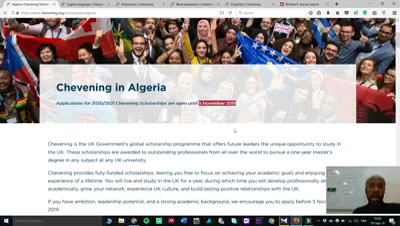 Chevening in Algeria
Applications for 2020/2021 Chevening Scholarships are open until 5 November 2019
Chevening is the UK Government's global scholarship programme that offers future leaders the unique opportunity to study in
the UK. These scholarships are awarded to outstanding professionals from all over the world to pursue a one-year master's
degree in any subject at any UK university.
Chevening provides fully-funded scholarships, leaving you free to focus on achieving your academic goals and enjoying
experience of a lifetime. You will live and study in the UK for a year, during which time you will develop professionally an
academically, grow your network, experience UK culture, and build lasting positive relationships with the UK.
If you have ambition, leadership potential, and a strong academic background, we encourage you to apply before 5 Nov
2019.